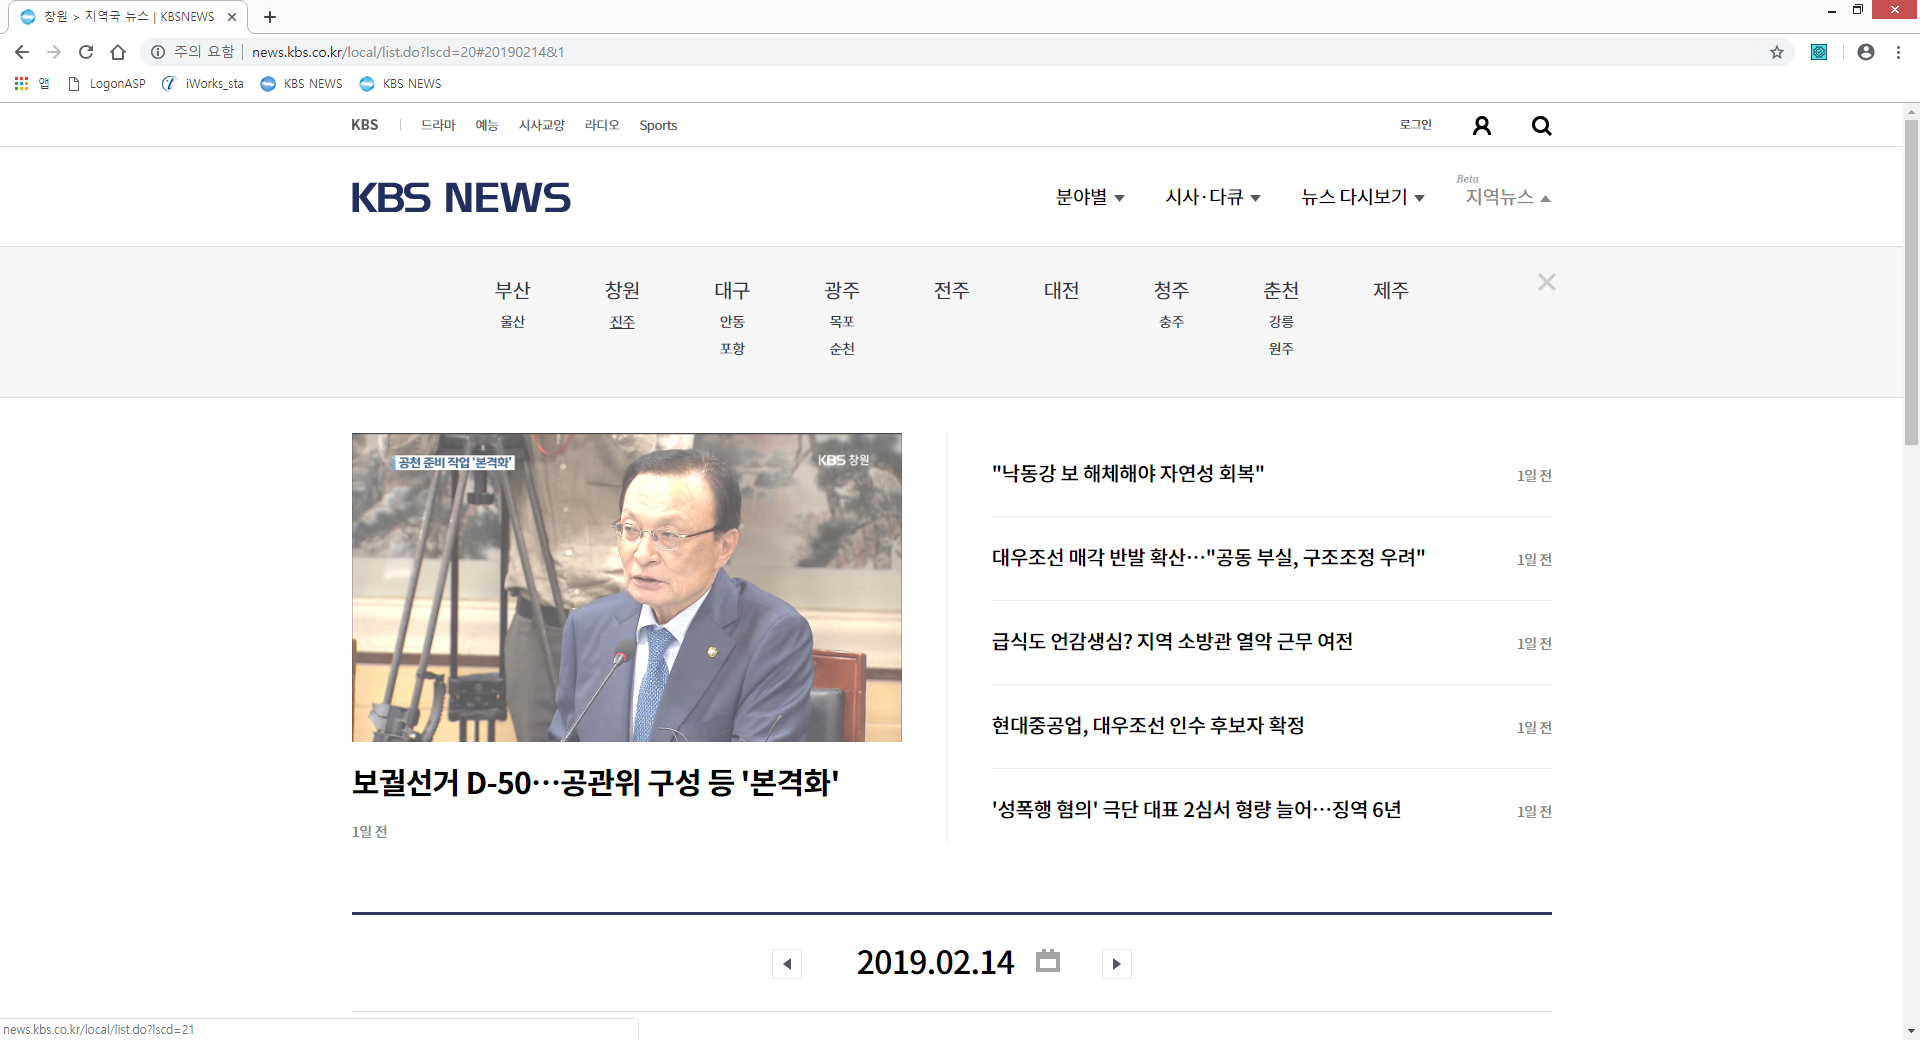 창원 > 지역국 뉴스 | KBSNEWS
주의 요함 | news.kbs.co.kr/local/list.do?lscd=20#20190214&1
앱 LogonASP iWorks_sta KBS NEWS KBS NEWS
KBS 드라마 예능 시사교양 라디오 Sports 로그인
KBS NEWS
분야별 시사·다큐 뉴스 다시보기 Beta 지역뉴스
부산 창원 대구 광주 전주 대전 청주 춘천 제주
울산 진주 안동 목포 충주 강릉
포항 순천 원주
공천 준비 작업 '본격화'
KBS 창원
보궐선거 D-50…공관위 구성 등 '본격화'
1일 전
"낙동강 보 해체해야 자연성 회복" 1일 전
대우조선 매각 반발 확산…"공동 부실, 구조조정 우려" 1일 전
급식도 언감생심? 지역 소방관 열악 근무 여전 1일 전
현대중공업, 대우조선 인수 후보자 확정 1일 전
'성폭행 혐의' 극단 대표 2심서 형량 늘어…징역 6년 1일 전
2019.02.14
news.kbs.co.kr/local/list.do?lscd=21